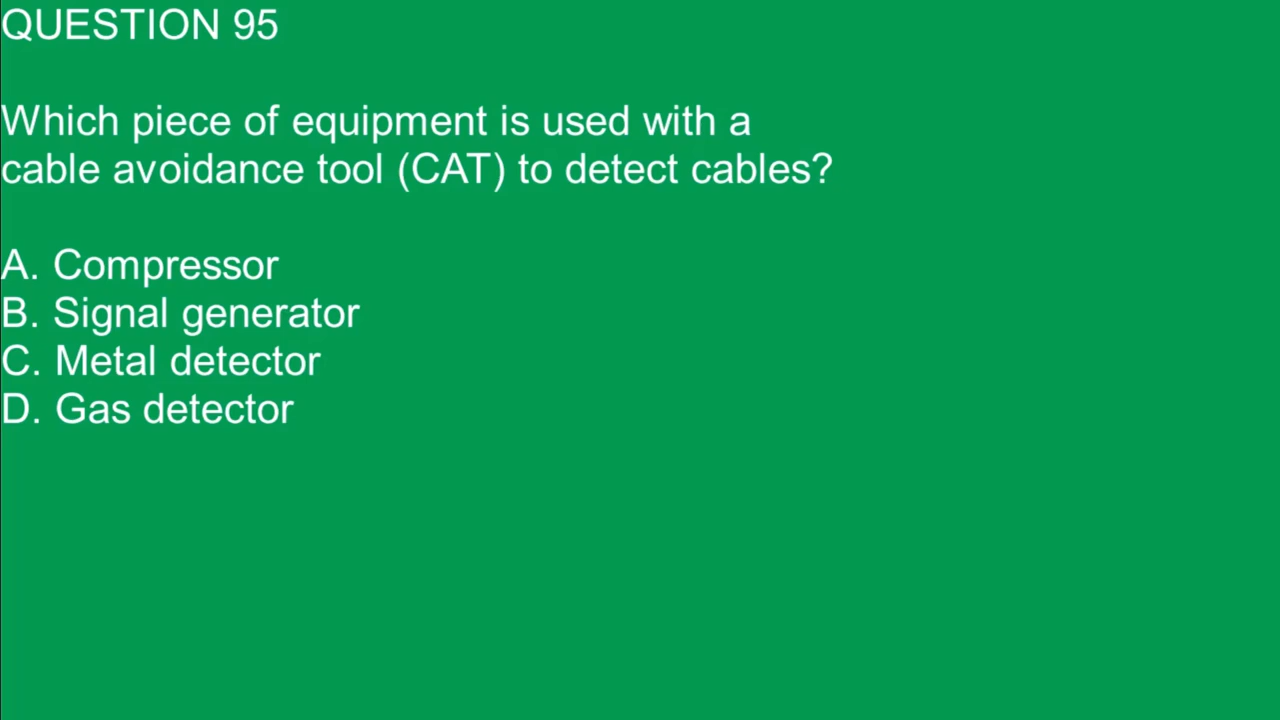 QUESTION 95
Which piece of equipment is used with a
cable avoidance tool (CAT) to detect cables?
A. Compressor
B. Signal generator
C. Metal detector
D. Gas detector